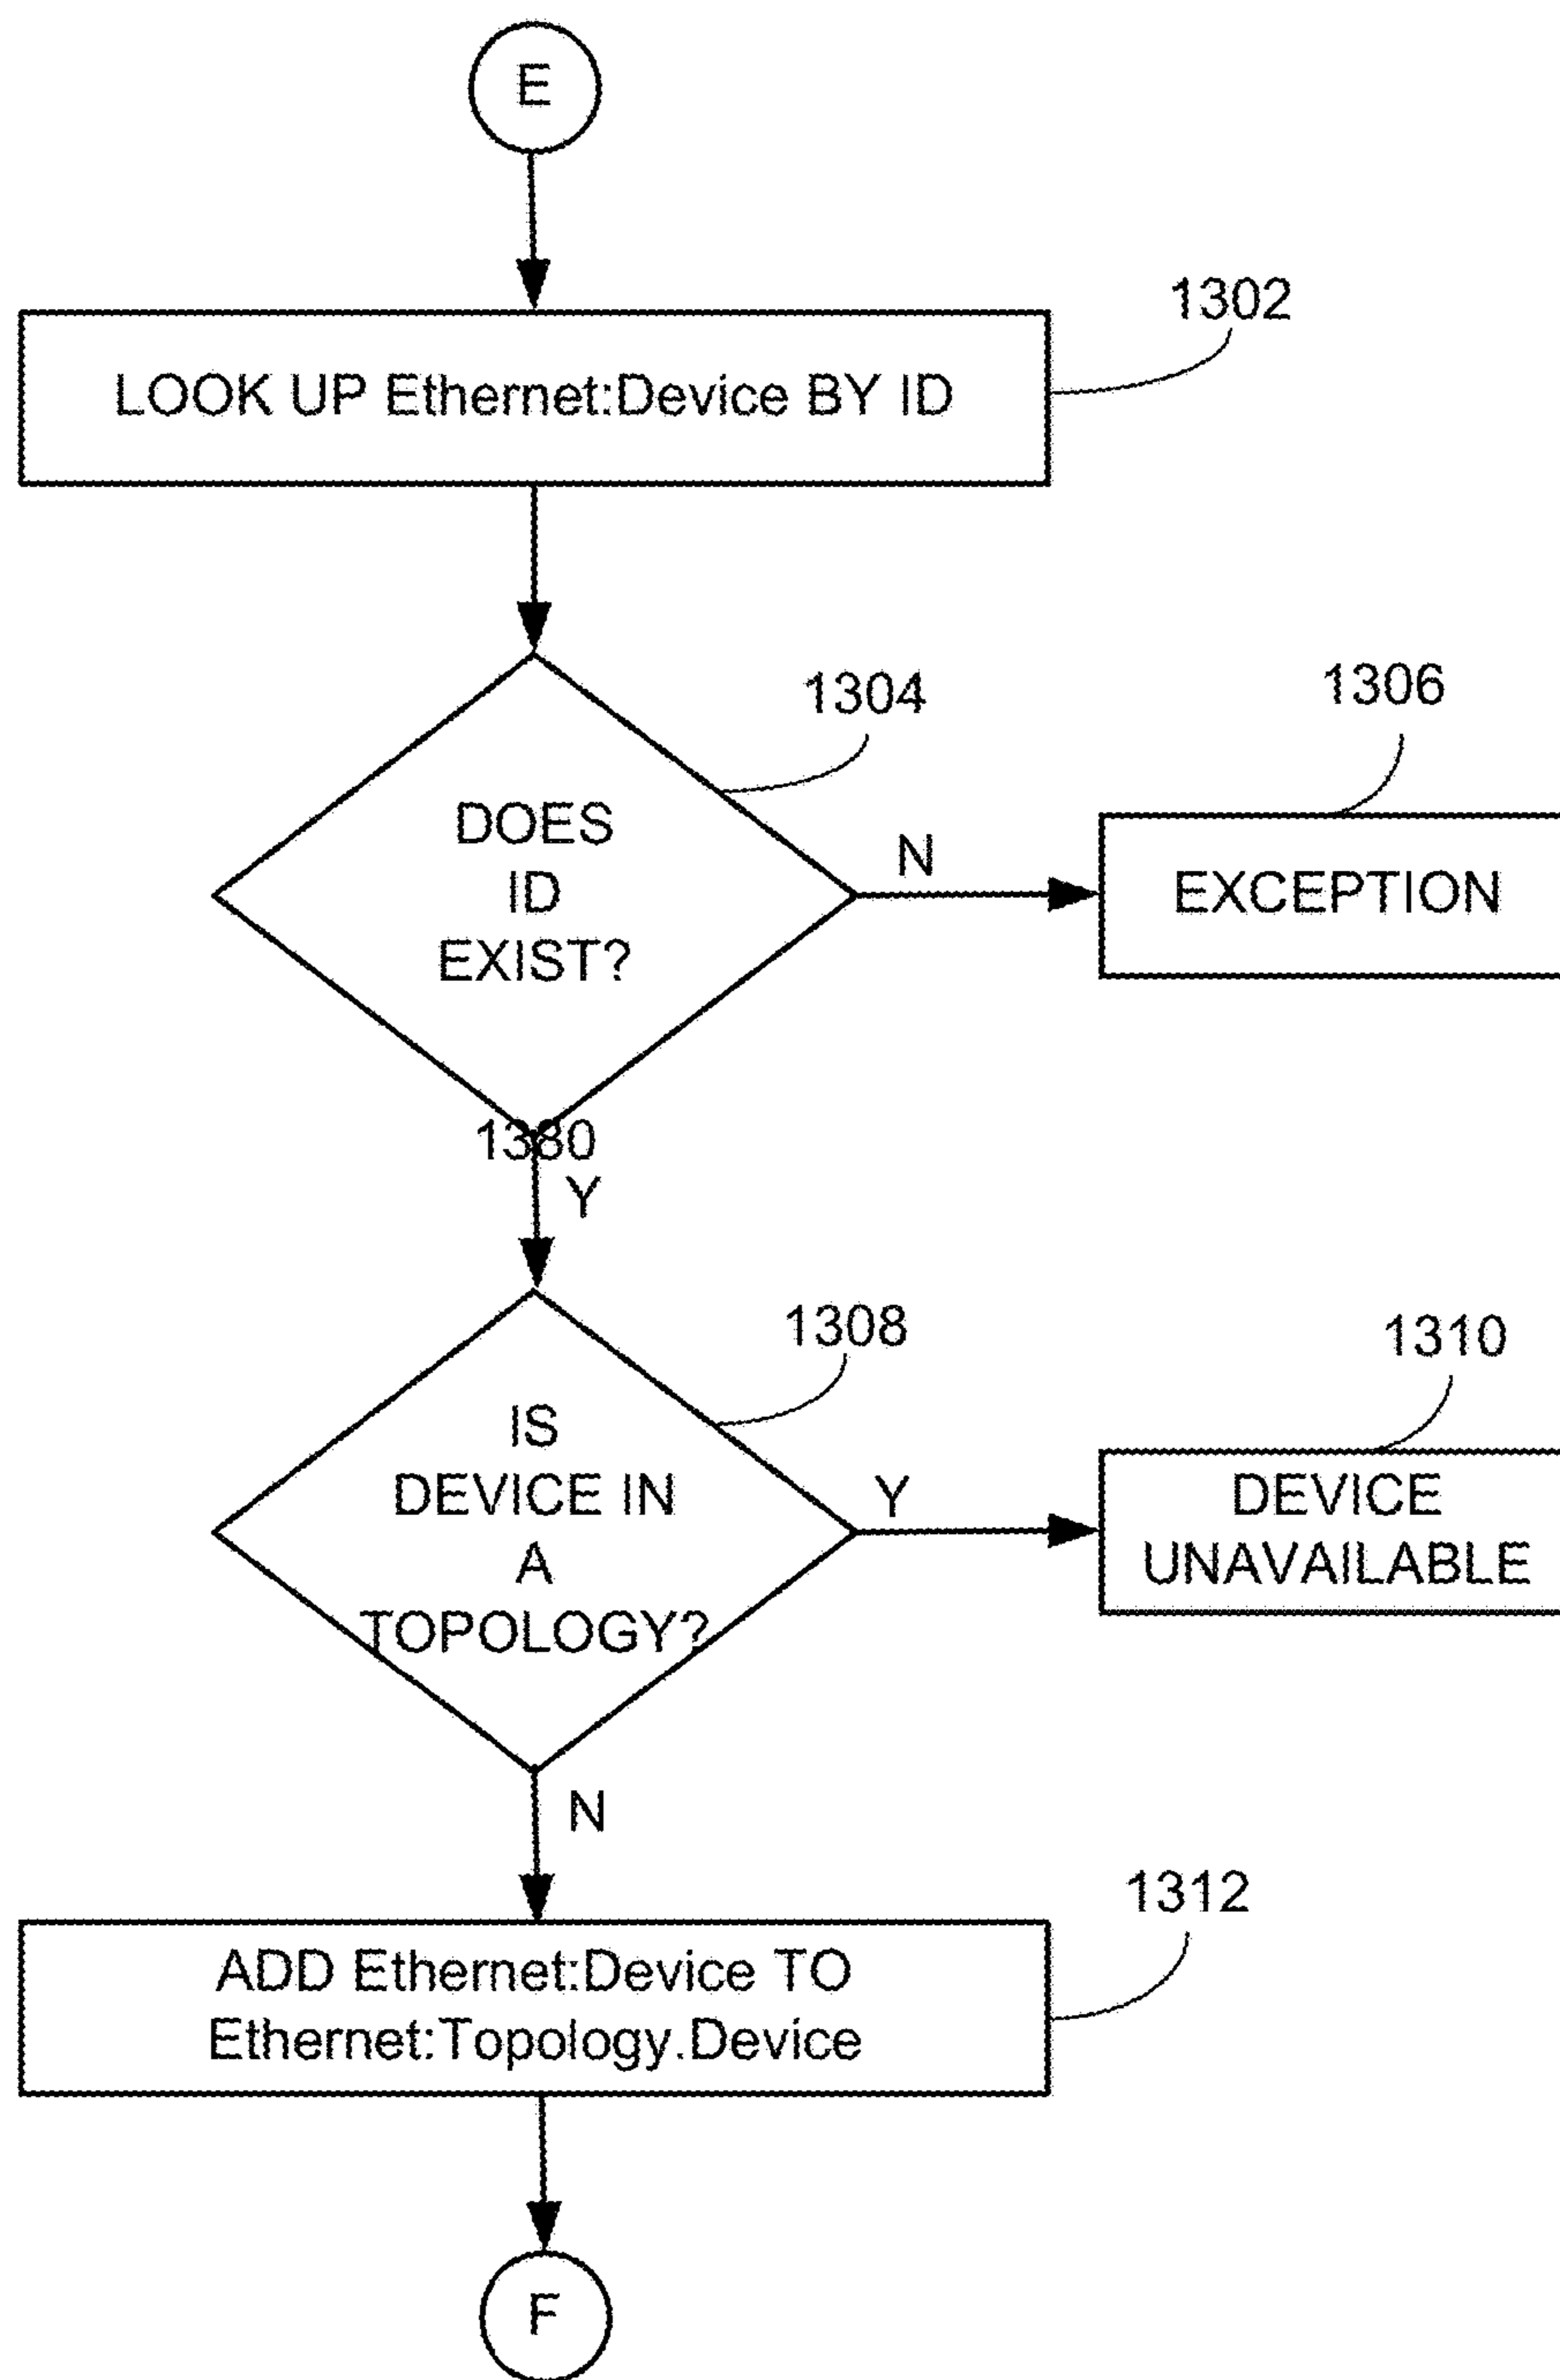 E
1302
LOOK UP Ethernet:Device BY ID
1304
1306
DOES
ID
EXIST?
N
EXCEPTION
1380
Y
1308
1310
IS
DEVICE IN
A
TOPOLOGY?
Y
DEVICE
UNAVAILABLE
N
1312
ADD Ethernet:Device TO
Ethernet:Topology.Device
F